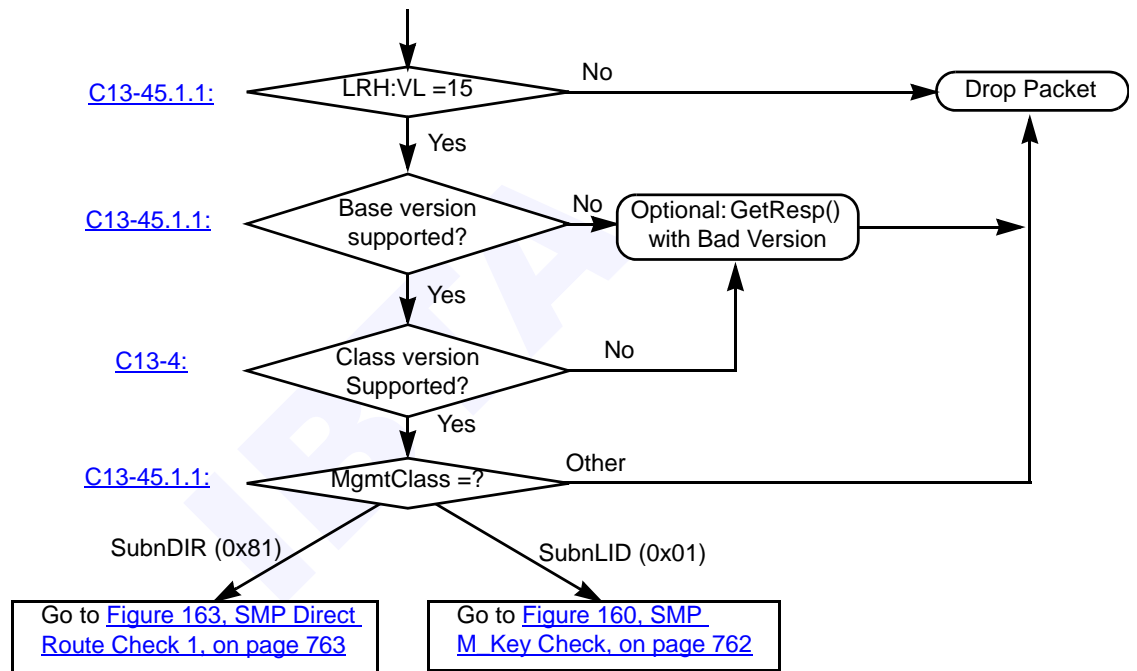 C13-45.1.1:
LRH:VL =15
No
Drop Packet
Yes
C13-45.1.1:
Base version
supported?
No
Optional: GetResp()
with Bad Version
Yes
C13-4:
Class version
Supported?
No
Yes
C13-45.1.1:
MgmtClass =?
Other
SubnDIR (0x81)
SubnLID (0x01)
Go to Figure 163, SMP Direct
Route Check 1, on page 763
Go to Figure 160, SMP
M_Key Check, on page 762
IBTA